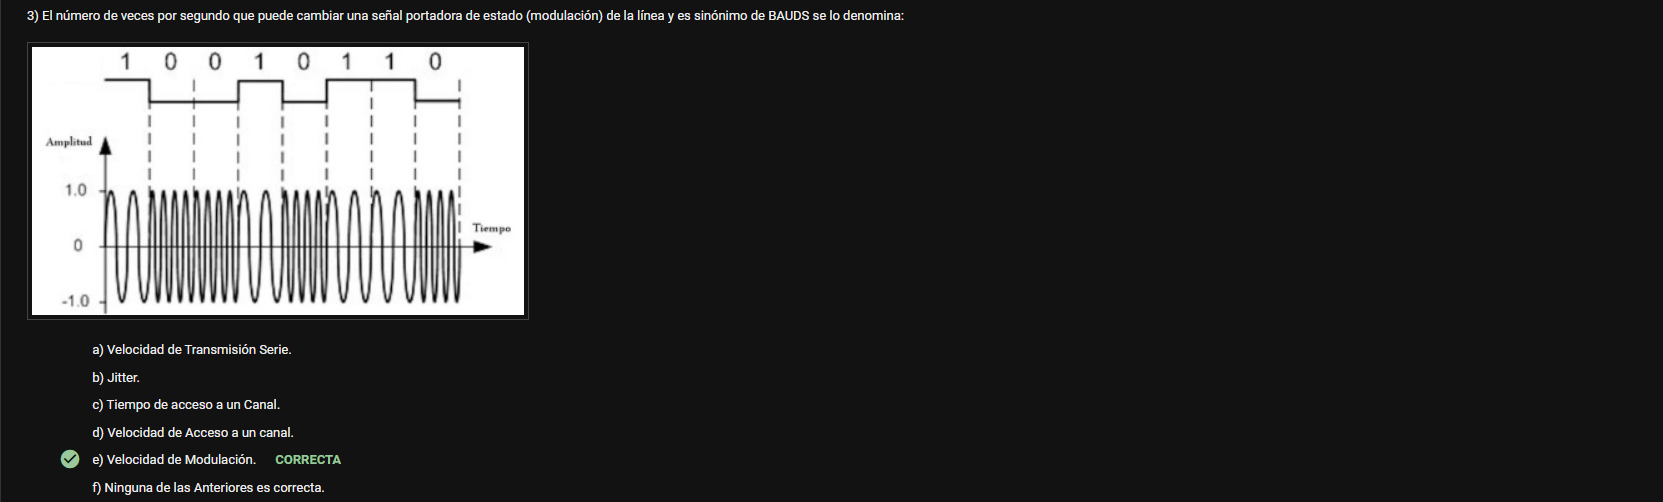 3) El número de veces por segundo que puede cambiar una señal portadora de estado (modulación) de la línea y es sinónimo de BAUDS se lo denomina:
1 0 0 1 0 1 1 0
Amplitud
1.0
Tiempo
0
-1.0
a) Velocidad de Transmisión Serie.
b) Jitter.
c) Tiempo de acceso a un Canal.
d) Velocidad de Acceso a un canal.
e) Velocidad de Modulación. CORRECTA
f) Ninguna de las Anteriores es correcta.